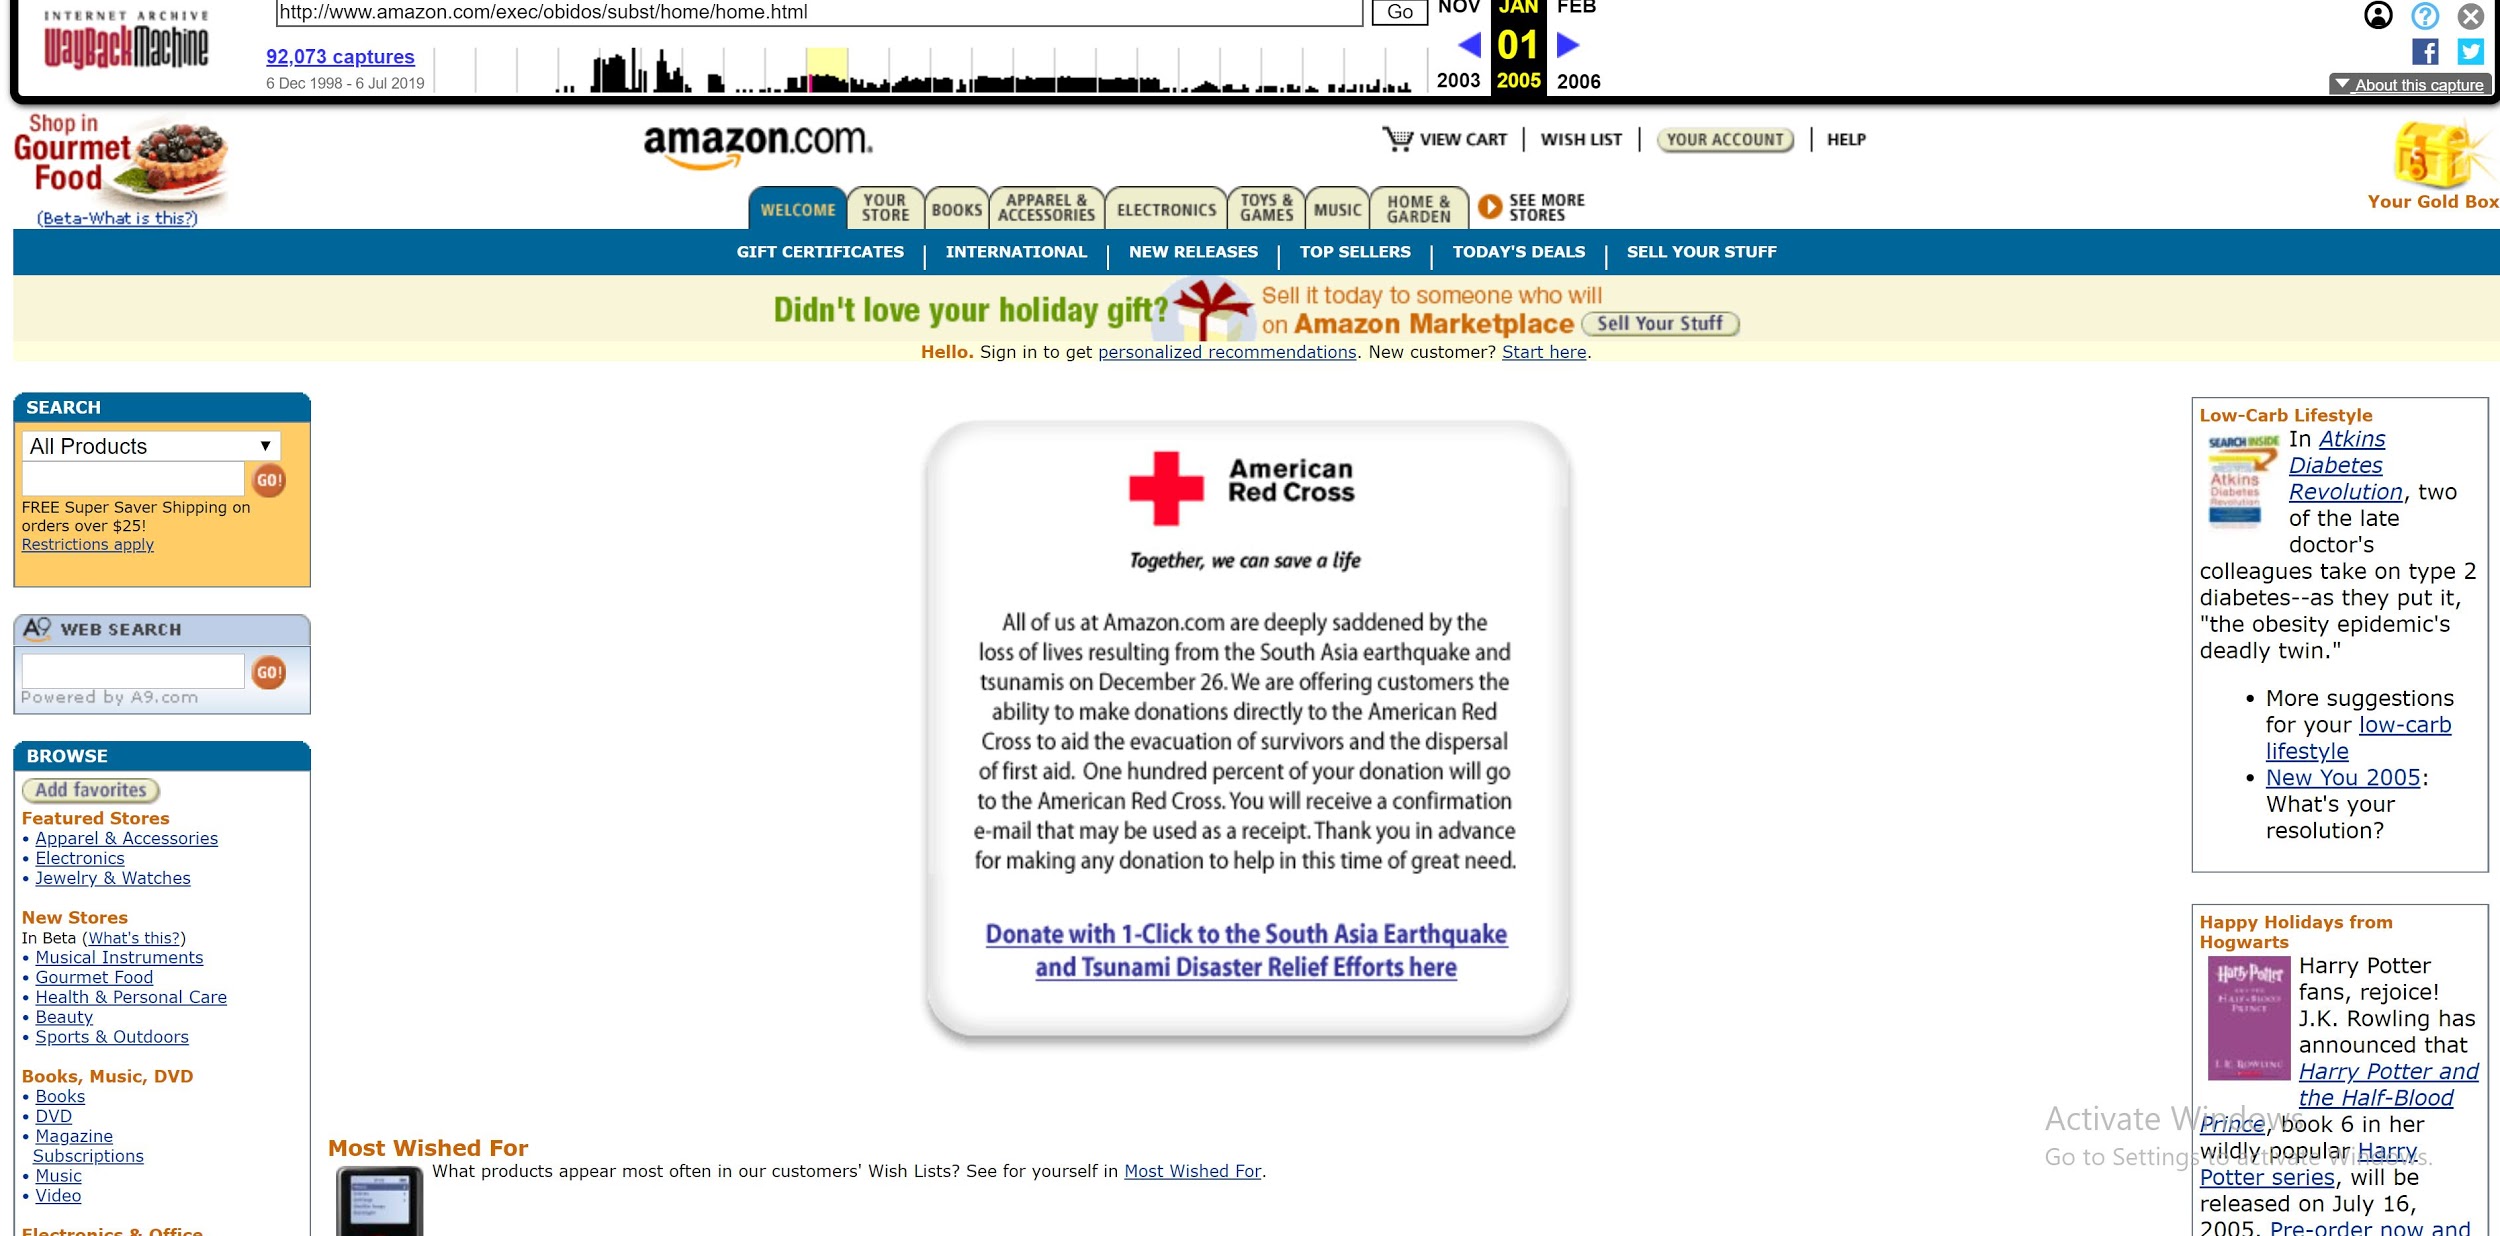 INTERNET ARCHIVE
WayBackMachine
http://www.amazon.com/exec/obidos/subst/home/home.html
Go
92,073 captures
6 Dec 1998 - 6 Jul 2019
NOV JAN FEB
01
2003 2005 2006
About this capture
Shop in
Gourmet
Food
(Beta-What is this?)
amazon.com.
VIEW CART | WISH LIST | YOUR ACCOUNT | HELP
Your Gold Box
WELCOME
YOUR
STORE
BOOKS
APPAREL &
ACCESSORIES
ELECTRONICS
TOYS &
GAMES
MUSIC
HOME &
GARDEN
SEE MORE
STORES
GIFT CERTIFICATES | INTERNATIONAL | NEW RELEASES | TOP SELLERS | TODAY'S DEALS | SELL YOUR STUFF
Didn't love your holiday gift?
Sell it today to someone who will
on Amazon Marketplace Sell Your Stuff
Hello. Sign in to get personalized recommendations. New customer? Start here.
SEARCH
All Products
GO!
FREE Super Saver Shipping on
orders over $25!
Restrictions apply
A9 WEB SEARCH
GO!
Powered by A9.com
BROWSE
Add favorites
Featured Stores
• Apparel & Accessories
• Electronics
• Jewelry & Watches
New Stores
In Beta (What's this?)
• Musical Instruments
• Gourmet Food
• Health & Personal Care
• Beauty
• Sports & Outdoors
Books, Music, DVD
• Books
• DVD
• Magazine
Subscriptions
• Music
• Video
Electronics & Office
American
Red Cross
Together, we can save a life
All of us at Amazon.com are deeply saddened by the
loss of lives resulting from the South Asia earthquake and
tsunamis on December 26. We are offering customers the
ability to make donations directly to the American Red
Cross to aid the evacuation of survivors and the dispersal
of first aid. One hundred percent of your donation will go
to the American Red Cross. You will receive a confirmation
e-mail that may be used as a receipt. Thank you in advance
for making any donation to help in this time of great need.
Donate with 1-Click to the South Asia Earthquake
and Tsunami Disaster Relief Efforts here
Most Wished For
What products appear most often in our customers' Wish Lists? See for yourself in Most Wished For.
Low-Carb Lifestyle
SEARCH INSIDE
Atkins
Diabetes
Revolution
In Atkins
Diabetes
Revolution, two
of the late
doctor's
colleagues take on type 2
diabetes--as they put it,
"the obesity epidemic's
deadly twin."
• More suggestions
for your low-carb
lifestyle
• New You 2005:
What's your
resolution?
Happy Holidays from
Hogwarts
Harry Potter
AND THE
HALF-BLOOD
PRINCE
J. K. ROWLING
Harry Potter
fans, rejoice!
J.K. Rowling has
announced that
Harry Potter and
the Half-Blood
Prince, book 6 in her
wildly popular Harry
Potter series, will be
released on July 16,
2005. Pre-order now and
Activate Windows
Go to Settings to activate Windows.